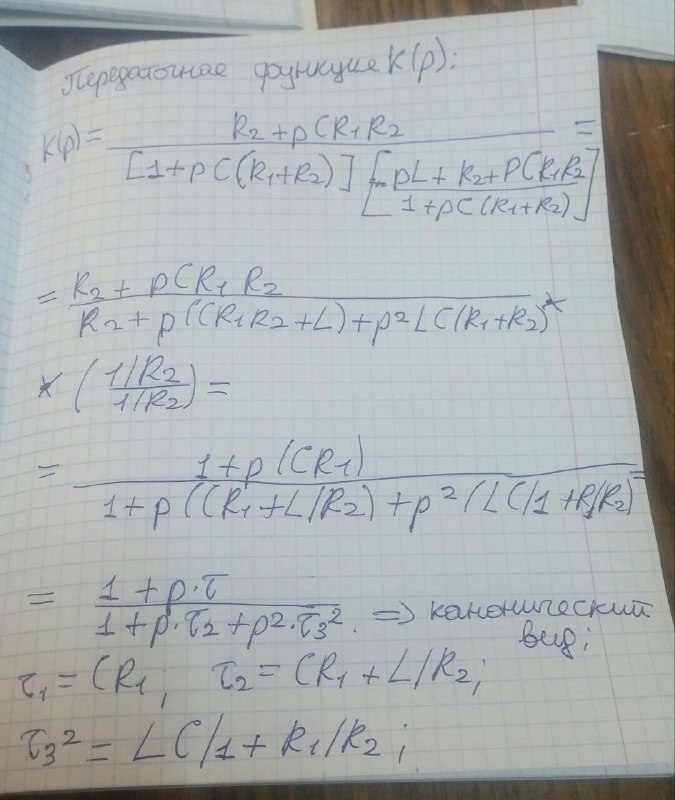 Передаточная функция K(p):
K(p) = (R₂ + pCR₁R₂) / ([1 + pC(R₁+R₂)] [pL + (R₂ + pCR₁R₂) / (1 + pC(R₁+R₂))]) =
= (R₂ + pCR₁R₂) / (R₂ + p(CR₁R₂ + L) + p²LC(R₁+R₂)) *
* ((1/R₂) / (1/R₂)) =
= (1 + p(CR₁)) / (1 + p(CR₁ + L/R₂) + p²(LC/1 + R₁/R₂) =
= (1 + p·τ) / (1 + p·τ₂ + p²·τ₃².) => канонический
вид;
τ₁ = CR₁; τ₂ = CR₁ + L/R₂;
τ₃² = LC/1 + R₁/R₂;